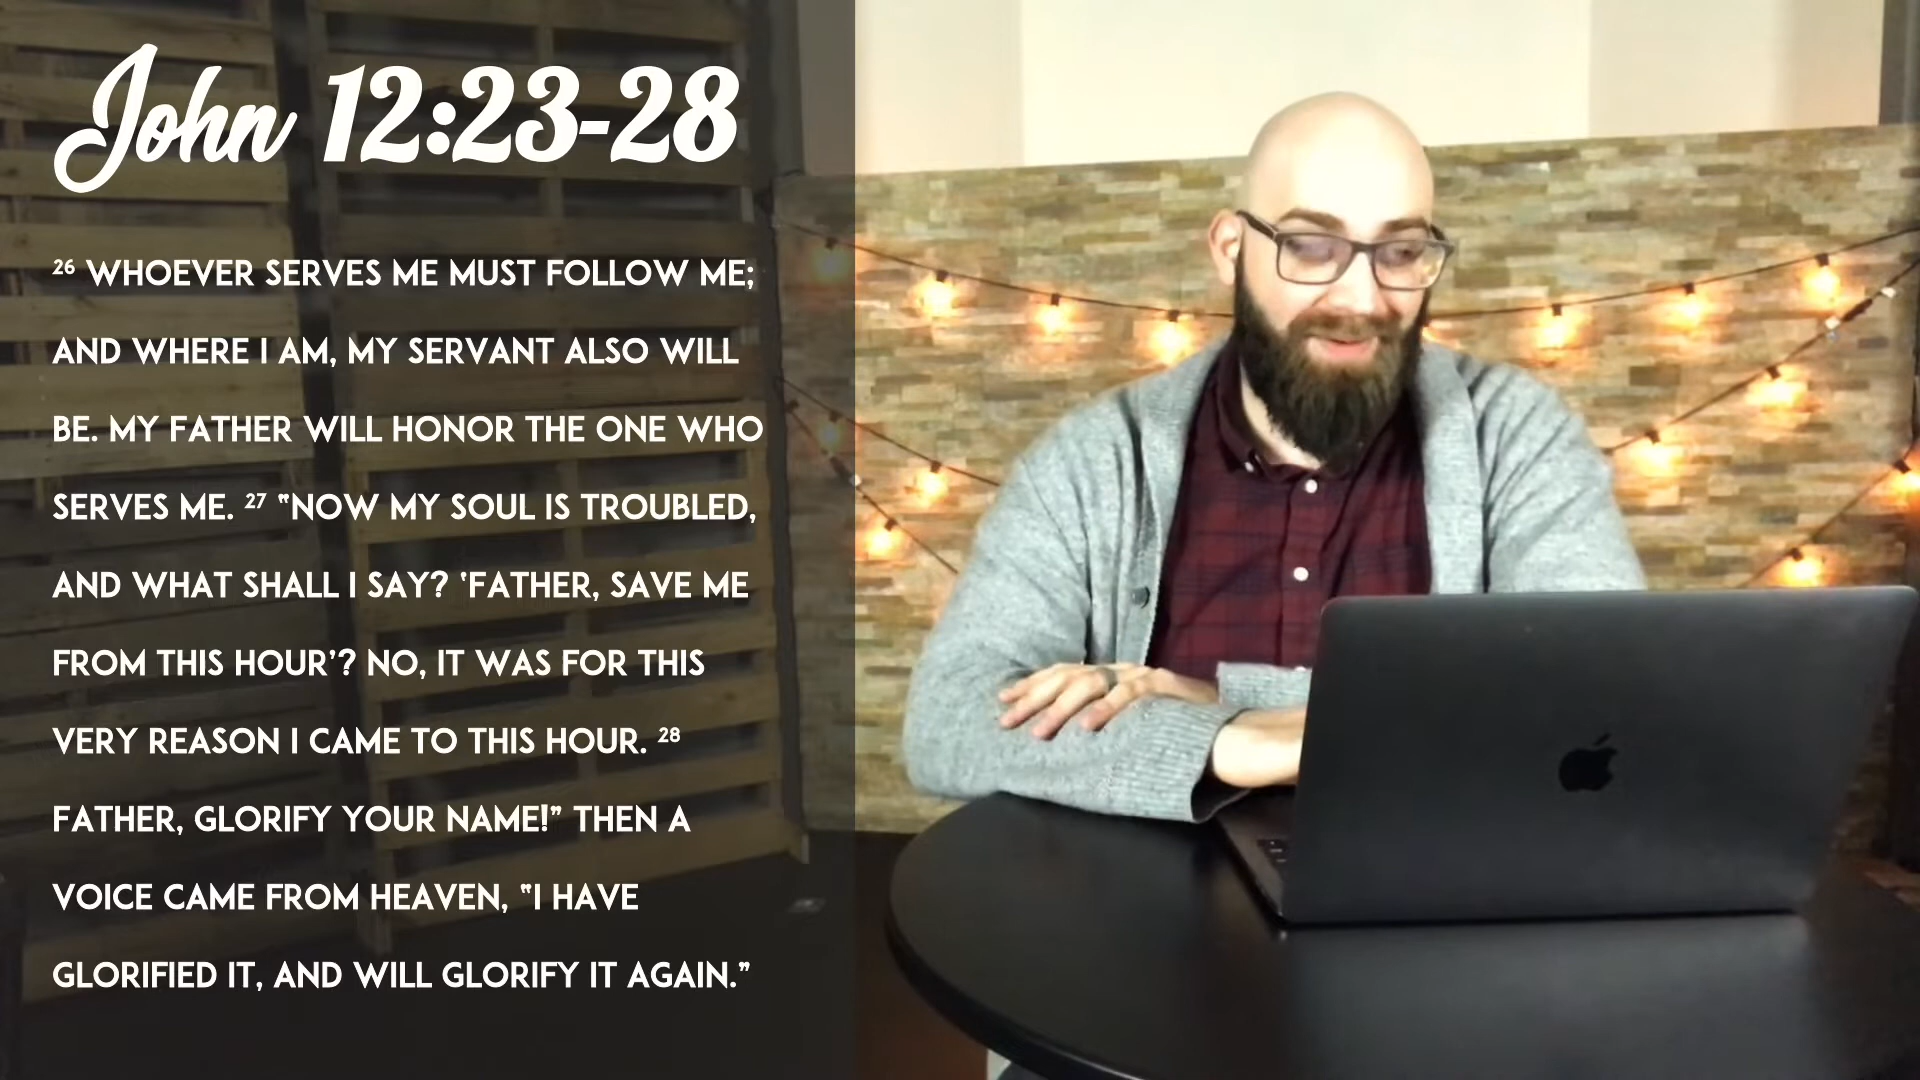 John 12:23-28
26 WHOEVER SERVES ME MUST FOLLOW ME;
AND WHERE I AM, MY SERVANT ALSO WILL
BE. MY FATHER WILL HONOR THE ONE WHO
SERVES ME. 27 "NOW MY SOUL IS TROUBLED,
AND WHAT SHALL I SAY? ‘FATHER, SAVE ME
FROM THIS HOUR’? NO, IT WAS FOR THIS
VERY REASON I CAME TO THIS HOUR. 28
FATHER, GLORIFY YOUR NAME!” THEN A
VOICE CAME FROM HEAVEN, “I HAVE
GLORIFIED IT, AND WILL GLORIFY IT AGAIN.”